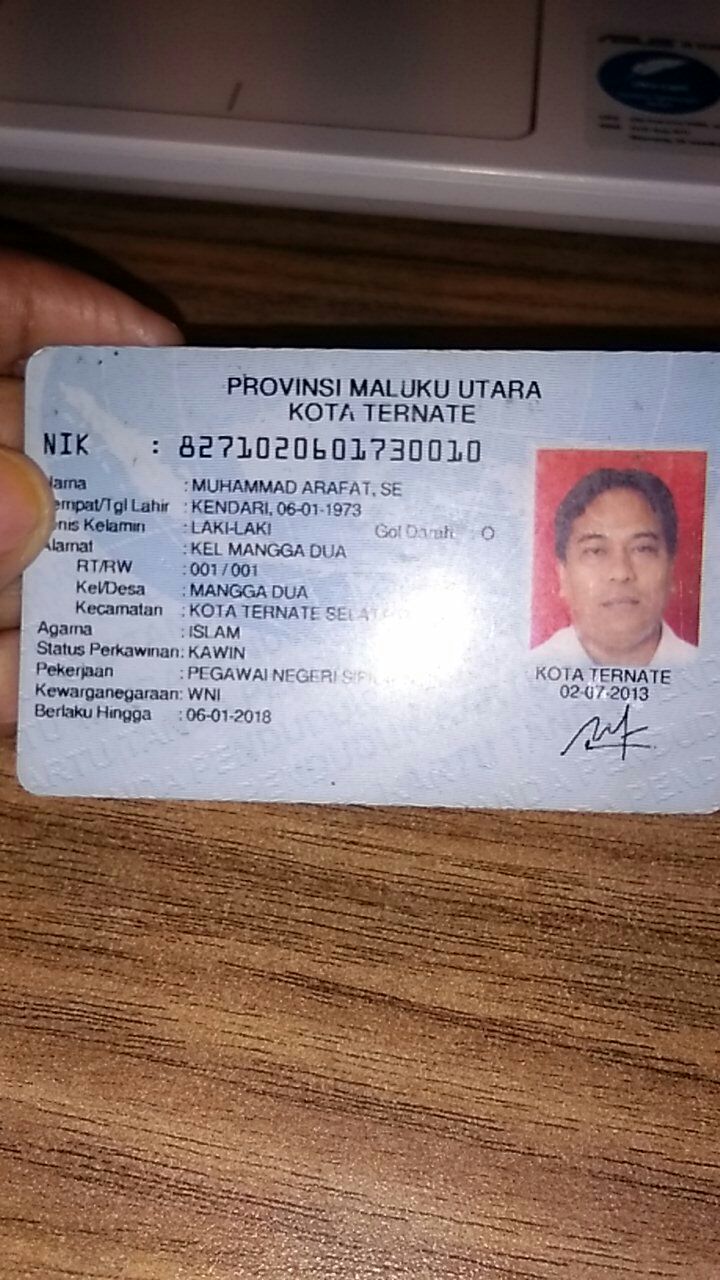 PROVINSI MALUKU UTARA
KOTA TERNATE
NIK : 8271020601730010
Nama : MUHAMMAD ARAFAT, SE
Tempat/Tgl Lahir : KENDARI, 06-01-1973
Jenis Kelamin : LAKI-LAKI Gol Darah : O
Alamat : KEL MANGGA DUA
RT/RW : 001 / 001
Kel/Desa : MANGGA DUA
Kecamatan : KOTA TERNATE SELATAN
Agama : ISLAM
Status Perkawinan: KAWIN
Pekerjaan : PEGAWAI NEGERI SIPIL
Kewarganegaraan: WNI
Berlaku Hingga : 06-01-2018
KOTA TERNATE
02-07-2013